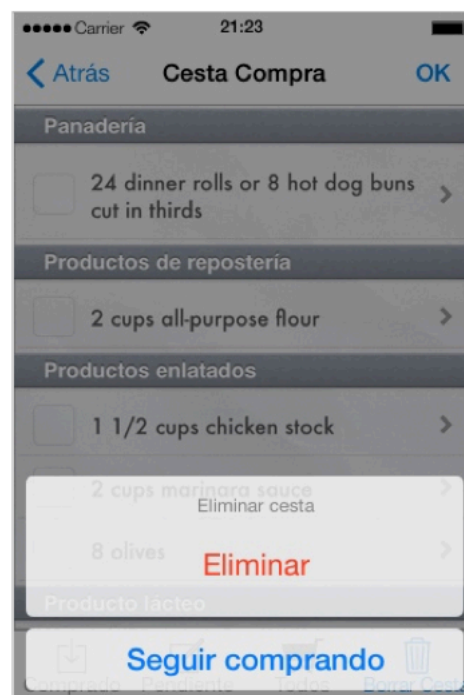 Carrier 21:23
Atrás Cesta Compra OK
Panadería
24 dinner rolls or 8 hot dog buns
cut in thirds
Productos de repostería
2 cups all-purpose flour
Productos enlatados
1 1/2 cups chicken stock
2 cups marinara sauce
Eliminar cesta
8 olives
Eliminar
Producto lácteo
Seguir comprando
Comprado Pendiente Todos Borrar Cesta